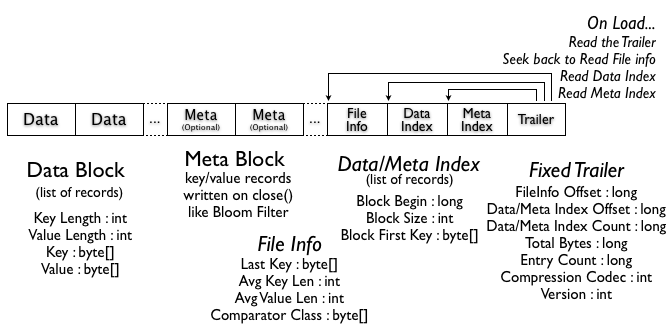 On Load...
Read the Trailer
Seek back to Read File info
Read Data Index
Read Meta Index
Data
Data
...
Meta
(Optional)
Meta
(Optional)
...
File
Info
Data
Index
Meta
Index
Trailer
Data Block
(list of records)
Key Length : int
Value Length : int
Key : byte[]
Value : byte[]
Meta Block
key/value records
written on close()
like Bloom Filter
File Info
Last Key : byte[]
Avg Key Len : int
Avg Value Len : int
Comparator Class : byte[]
Data/Meta Index
(list of records)
Block Begin : long
Block Size : int
Block First Key : byte[]
Fixed Trailer
FileInfo Offset : long
Data/Meta Index Offset : long
Data/Meta Index Count : long
Total Bytes : long
Entry Count : long
Compression Codec : int
Version : int